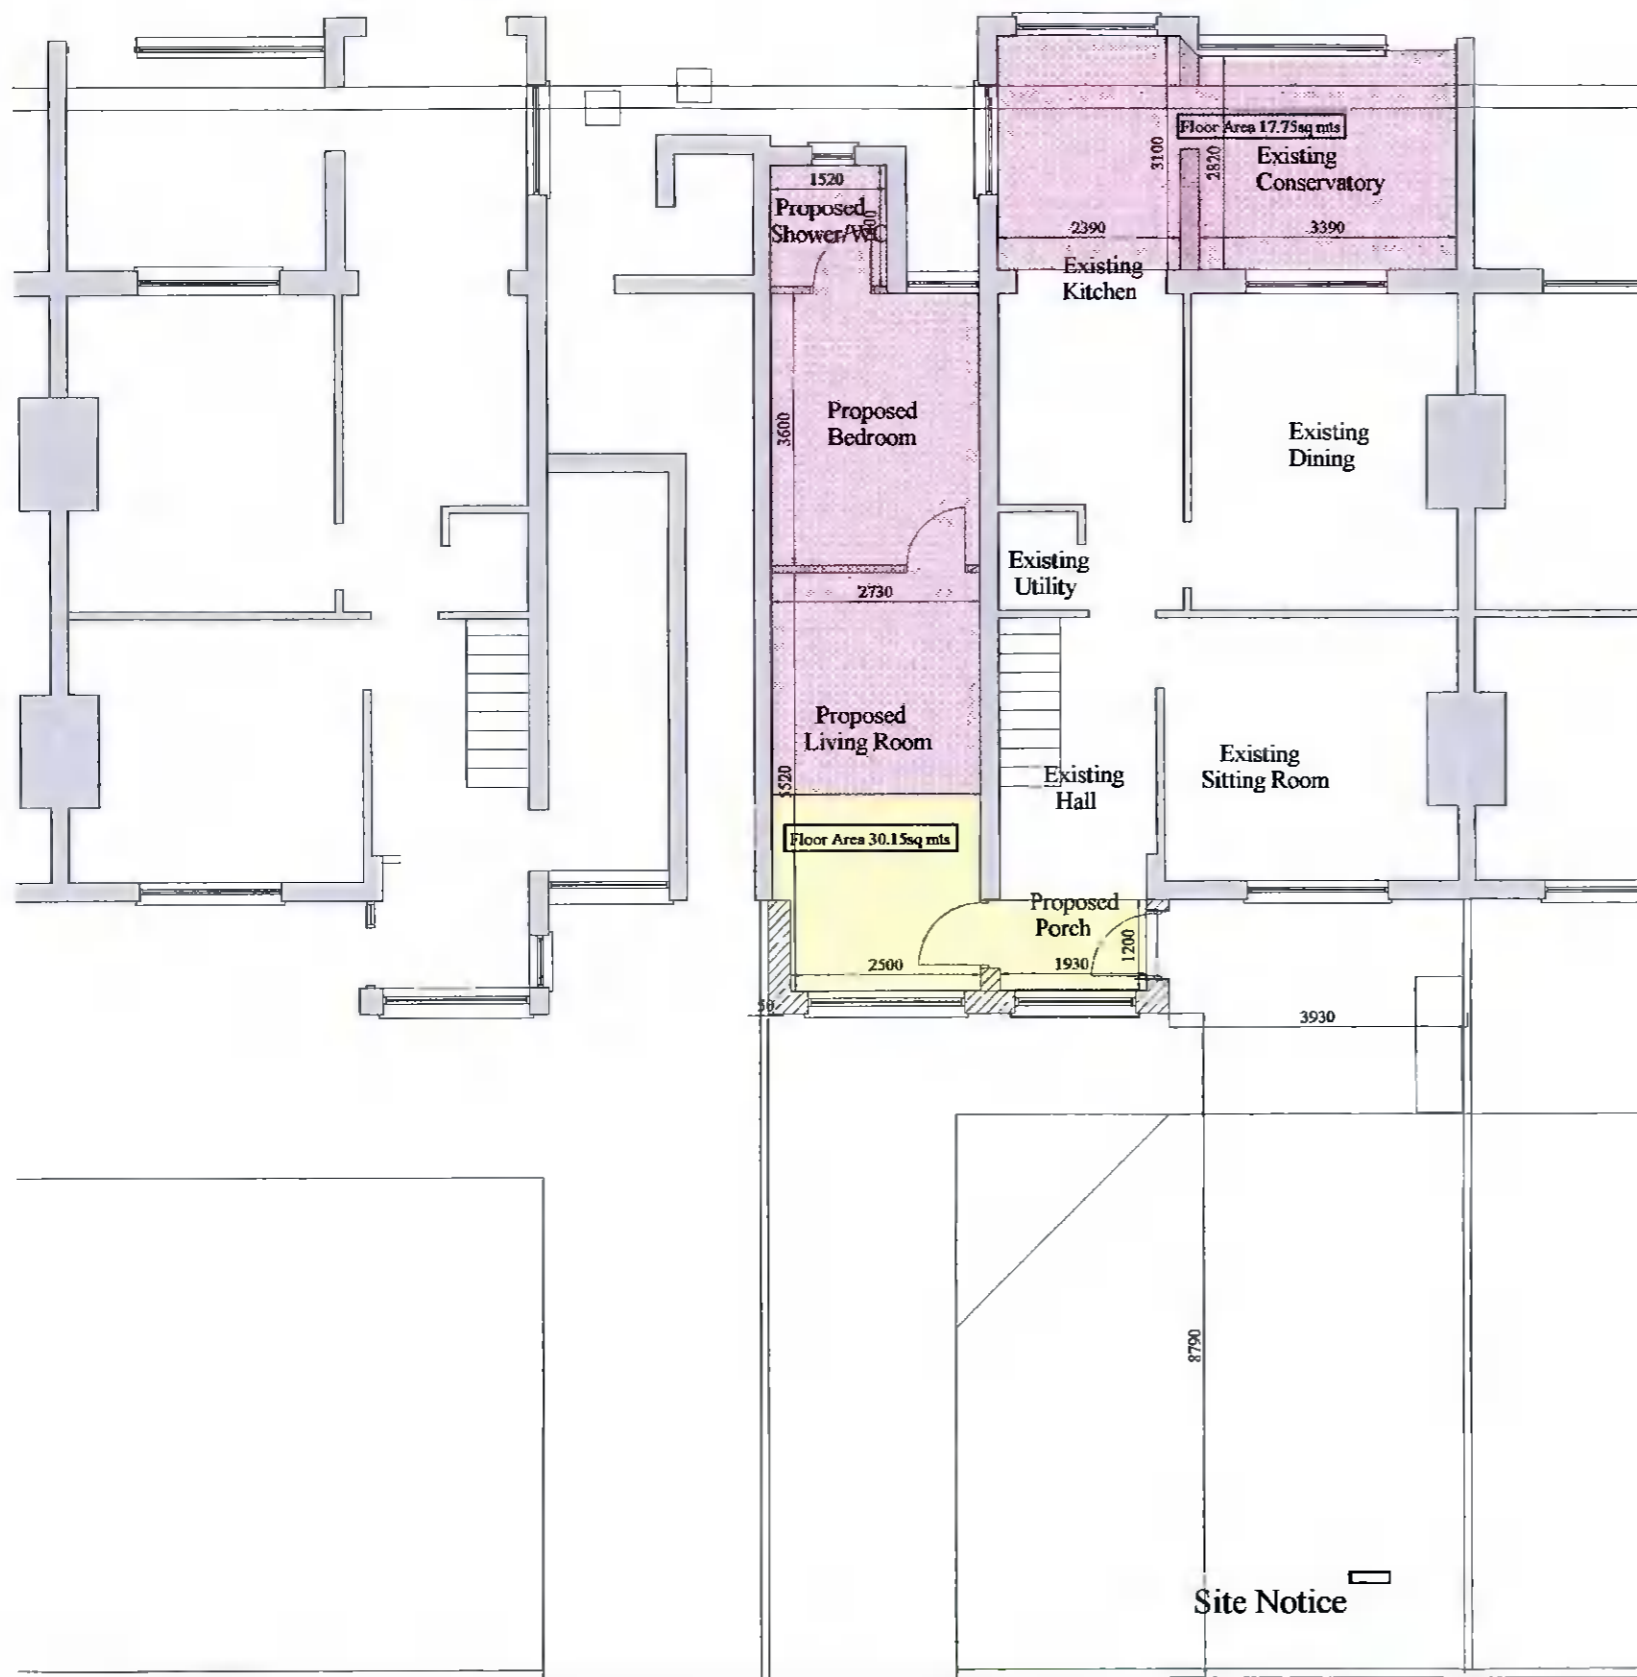 Floor Area 17.75sq mts
3100
2820
Existing
Conservatory
1520
Proposed
Shower/WC
2390
3390
Existing
Kitchen
Proposed
Bedroom
3600
Existing
Dining
Existing
Utility
2730
Proposed
Living Room
5520
Existing
Hall
Existing
Sitting Room
Floor Area 30.15sq mts
Proposed
Porch
1200
2500
1930
50
3930
8790
Site Notice